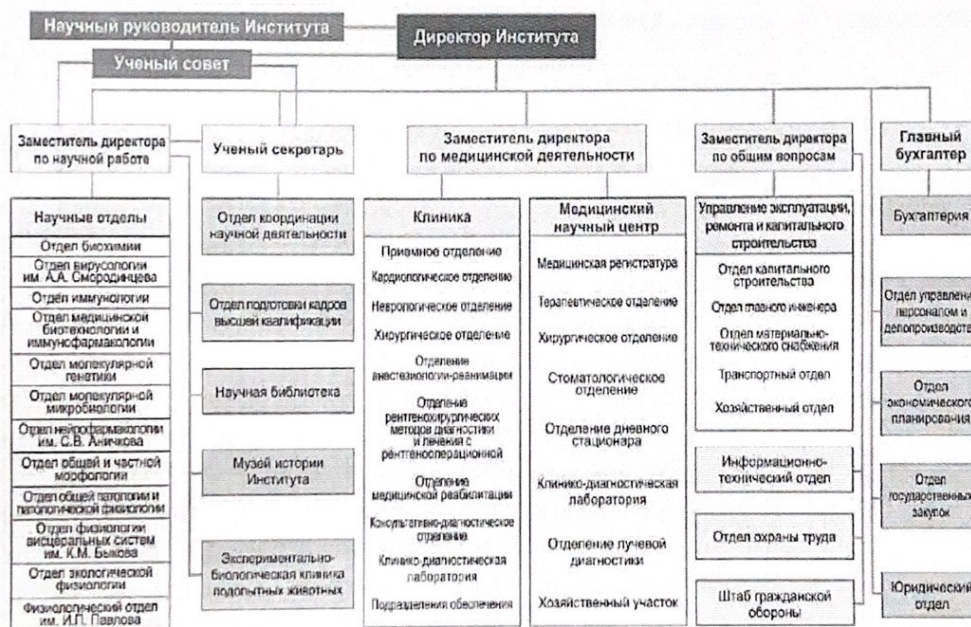 Научный руководитель Института
Директор Института
Ученый совет
Заместитель директора
по научной работе
Ученый секретарь
Заместитель директора
по медицинской деятельности
Заместитель директора
по общим вопросам
Главный
бухгалтер
Научные отделы
Отдел биохимии
Отдел вирусологии
им. А.А. Смородинцева
Отдел иммунологии
Отдел медицинской
биотехнологии и
иммунофармакологии
Отдел молекулярной
генетики
Отдел молекулярной
микробиологии
Отдел нейрофармакологии
им. С.В. Аничкова
Отдел общей и частной
морфологии
Отдел общей патологии и
патологической физиологии
Отдел физиологии
висцеральных систем
им. К.М. Быкова
Отдел экологической
физиологии
Физиологический отдел
им. И.П. Павлова
Отдел координации
научной деятельности
Отдел подготовки кадров
высшей квалификации
Научная библиотека
Музей истории
Института
Экспериментально-
биологическая клиника
подопытных животных
Клиника
Приемное отделение
Кардиологическое отделение
Неврологическое отделение
Хирургическое отделение
Отделение
анестезиологии-реанимации
Отделение
рентгенохирургических
методов диагностики
и лечения с
рентгенооперационной
Отделение
медицинской реабилитации
Консультативно-диагностическое
отделение
Клинико-диагностическая
лаборатория
Подразделения обеспечения
Медицинский
научный центр
Медицинская регистратура
Терапевтическое отделение
Хирургическое отделение
Стоматологическое
отделение
Отделение дневного
стационара
Клинико-диагностическая
лаборатория
Отделение лучевой
диагностики
Хозяйственный участок
Управление эксплуатации,
ремонта и капитального
строительства
Отдел капитального
строительства
Отдел главного инженера
Отдел материально-
технического снабжения
Транспортный отдел
Хозяйственный отдел
Информационно-
технический отдел
Отдел охраны труда
Штаб гражданской
обороны
Бухгалтерия
Отдел управления
персоналом и
делопроизводства
Отдел
экономического
планирования
Отдел
государственных
закупок
Юридический
отдел